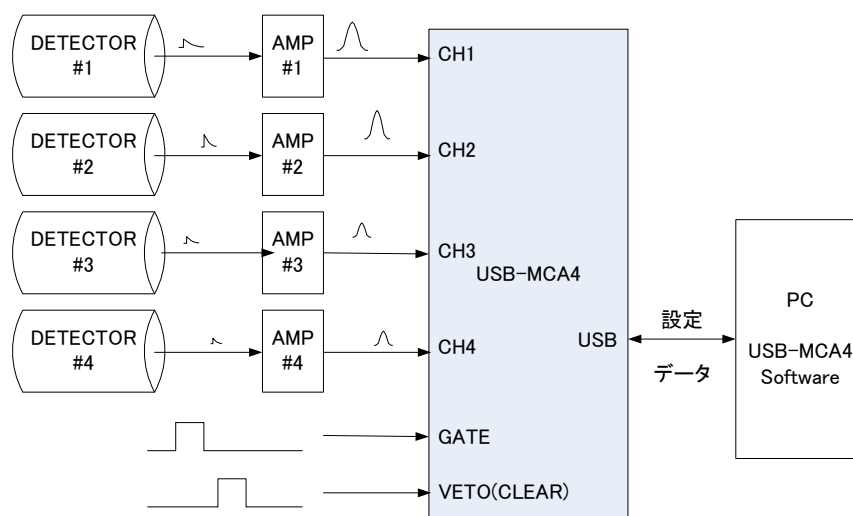 DETECTOR
#1
AMP
#1
CH1
DETECTOR
#2
AMP
#2
CH2
DETECTOR
#3
AMP
#3
CH3
USB-MCA4
DETECTOR
#4
AMP
#4
CH4
USB
設定
データ
PC
USB-MCA4
Software
GATE
VETO(CLEAR)